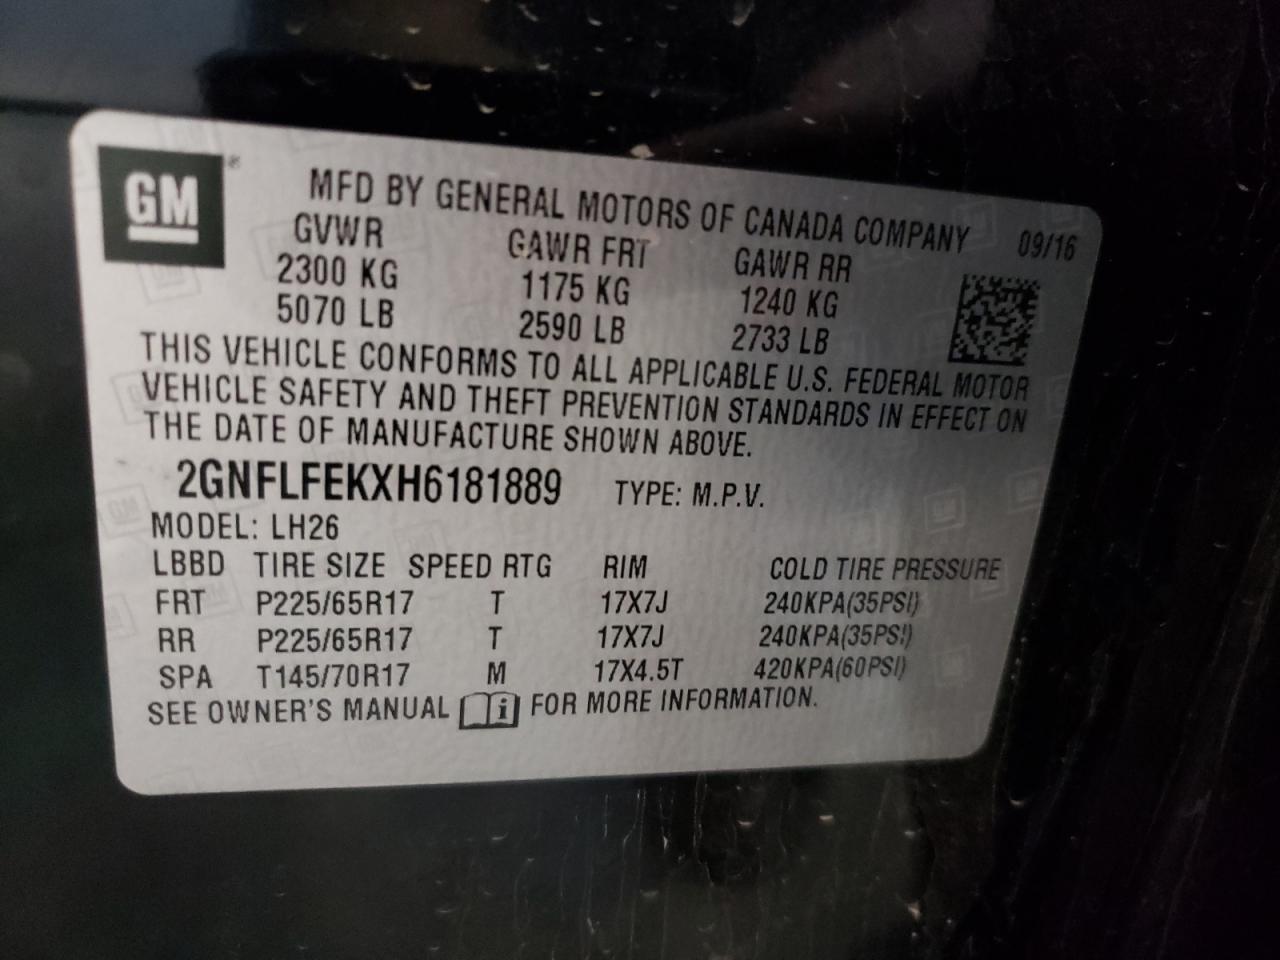 GM ®
MFD BY GENERAL MOTORS OF CANADA COMPANY 09/16
GVWR GAWR FRT GAWR RR
2300 KG 1175 KG 1240 KG
5070 LB 2590 LB 2733 LB
THIS VEHICLE CONFORMS TO ALL APPLICABLE U.S. FEDERAL MOTOR
VEHICLE SAFETY AND THEFT PREVENTION STANDARDS IN EFFECT ON
THE DATE OF MANUFACTURE SHOWN ABOVE.
2GNFLFEKXH6181889 TYPE: M.P.V.
MODEL: LH26
LBBD TIRE SIZE SPEED RTG RIM COLD TIRE PRESSURE
FRT P225/65R17 T 17X7J 240KPA(35PSI)
RR P225/65R17 T 17X7J 240KPA(35PSI)
SPA T145/70R17 M 17X4.5T 420KPA(60PSI)
SEE OWNER'S MANUAL i FOR MORE INFORMATION.